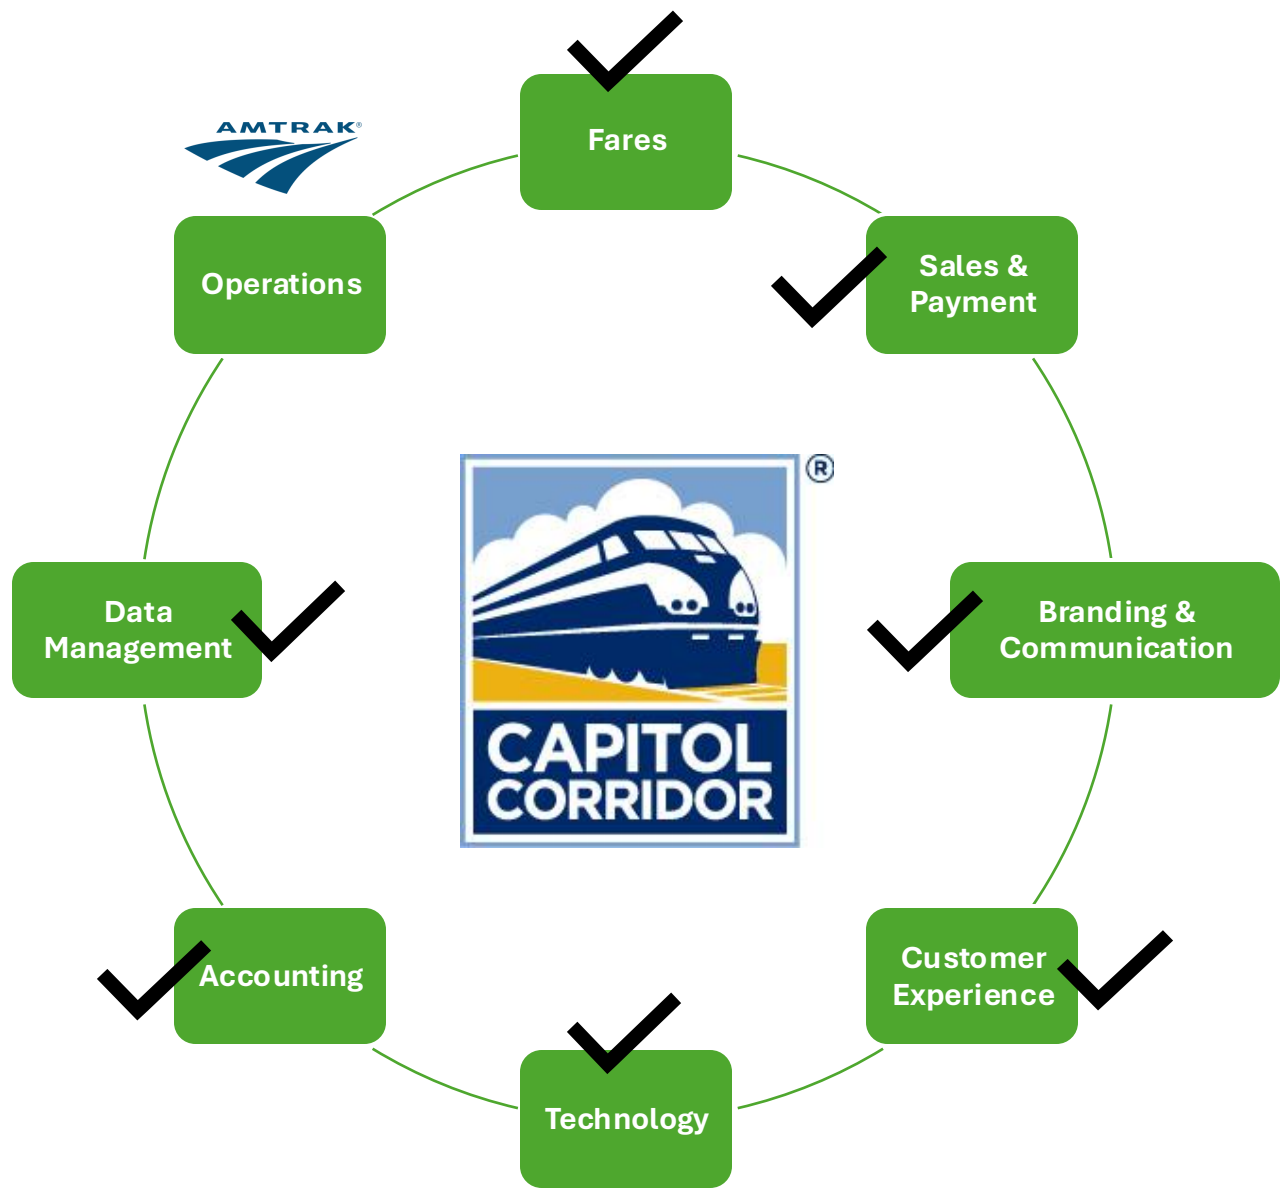 Fares
AMTRAK®
Operations
Sales &
Payment
®
Data
Management
Branding &
Communication
CAPITOL
CORRIDOR
Accounting
Customer
Experience
Technology